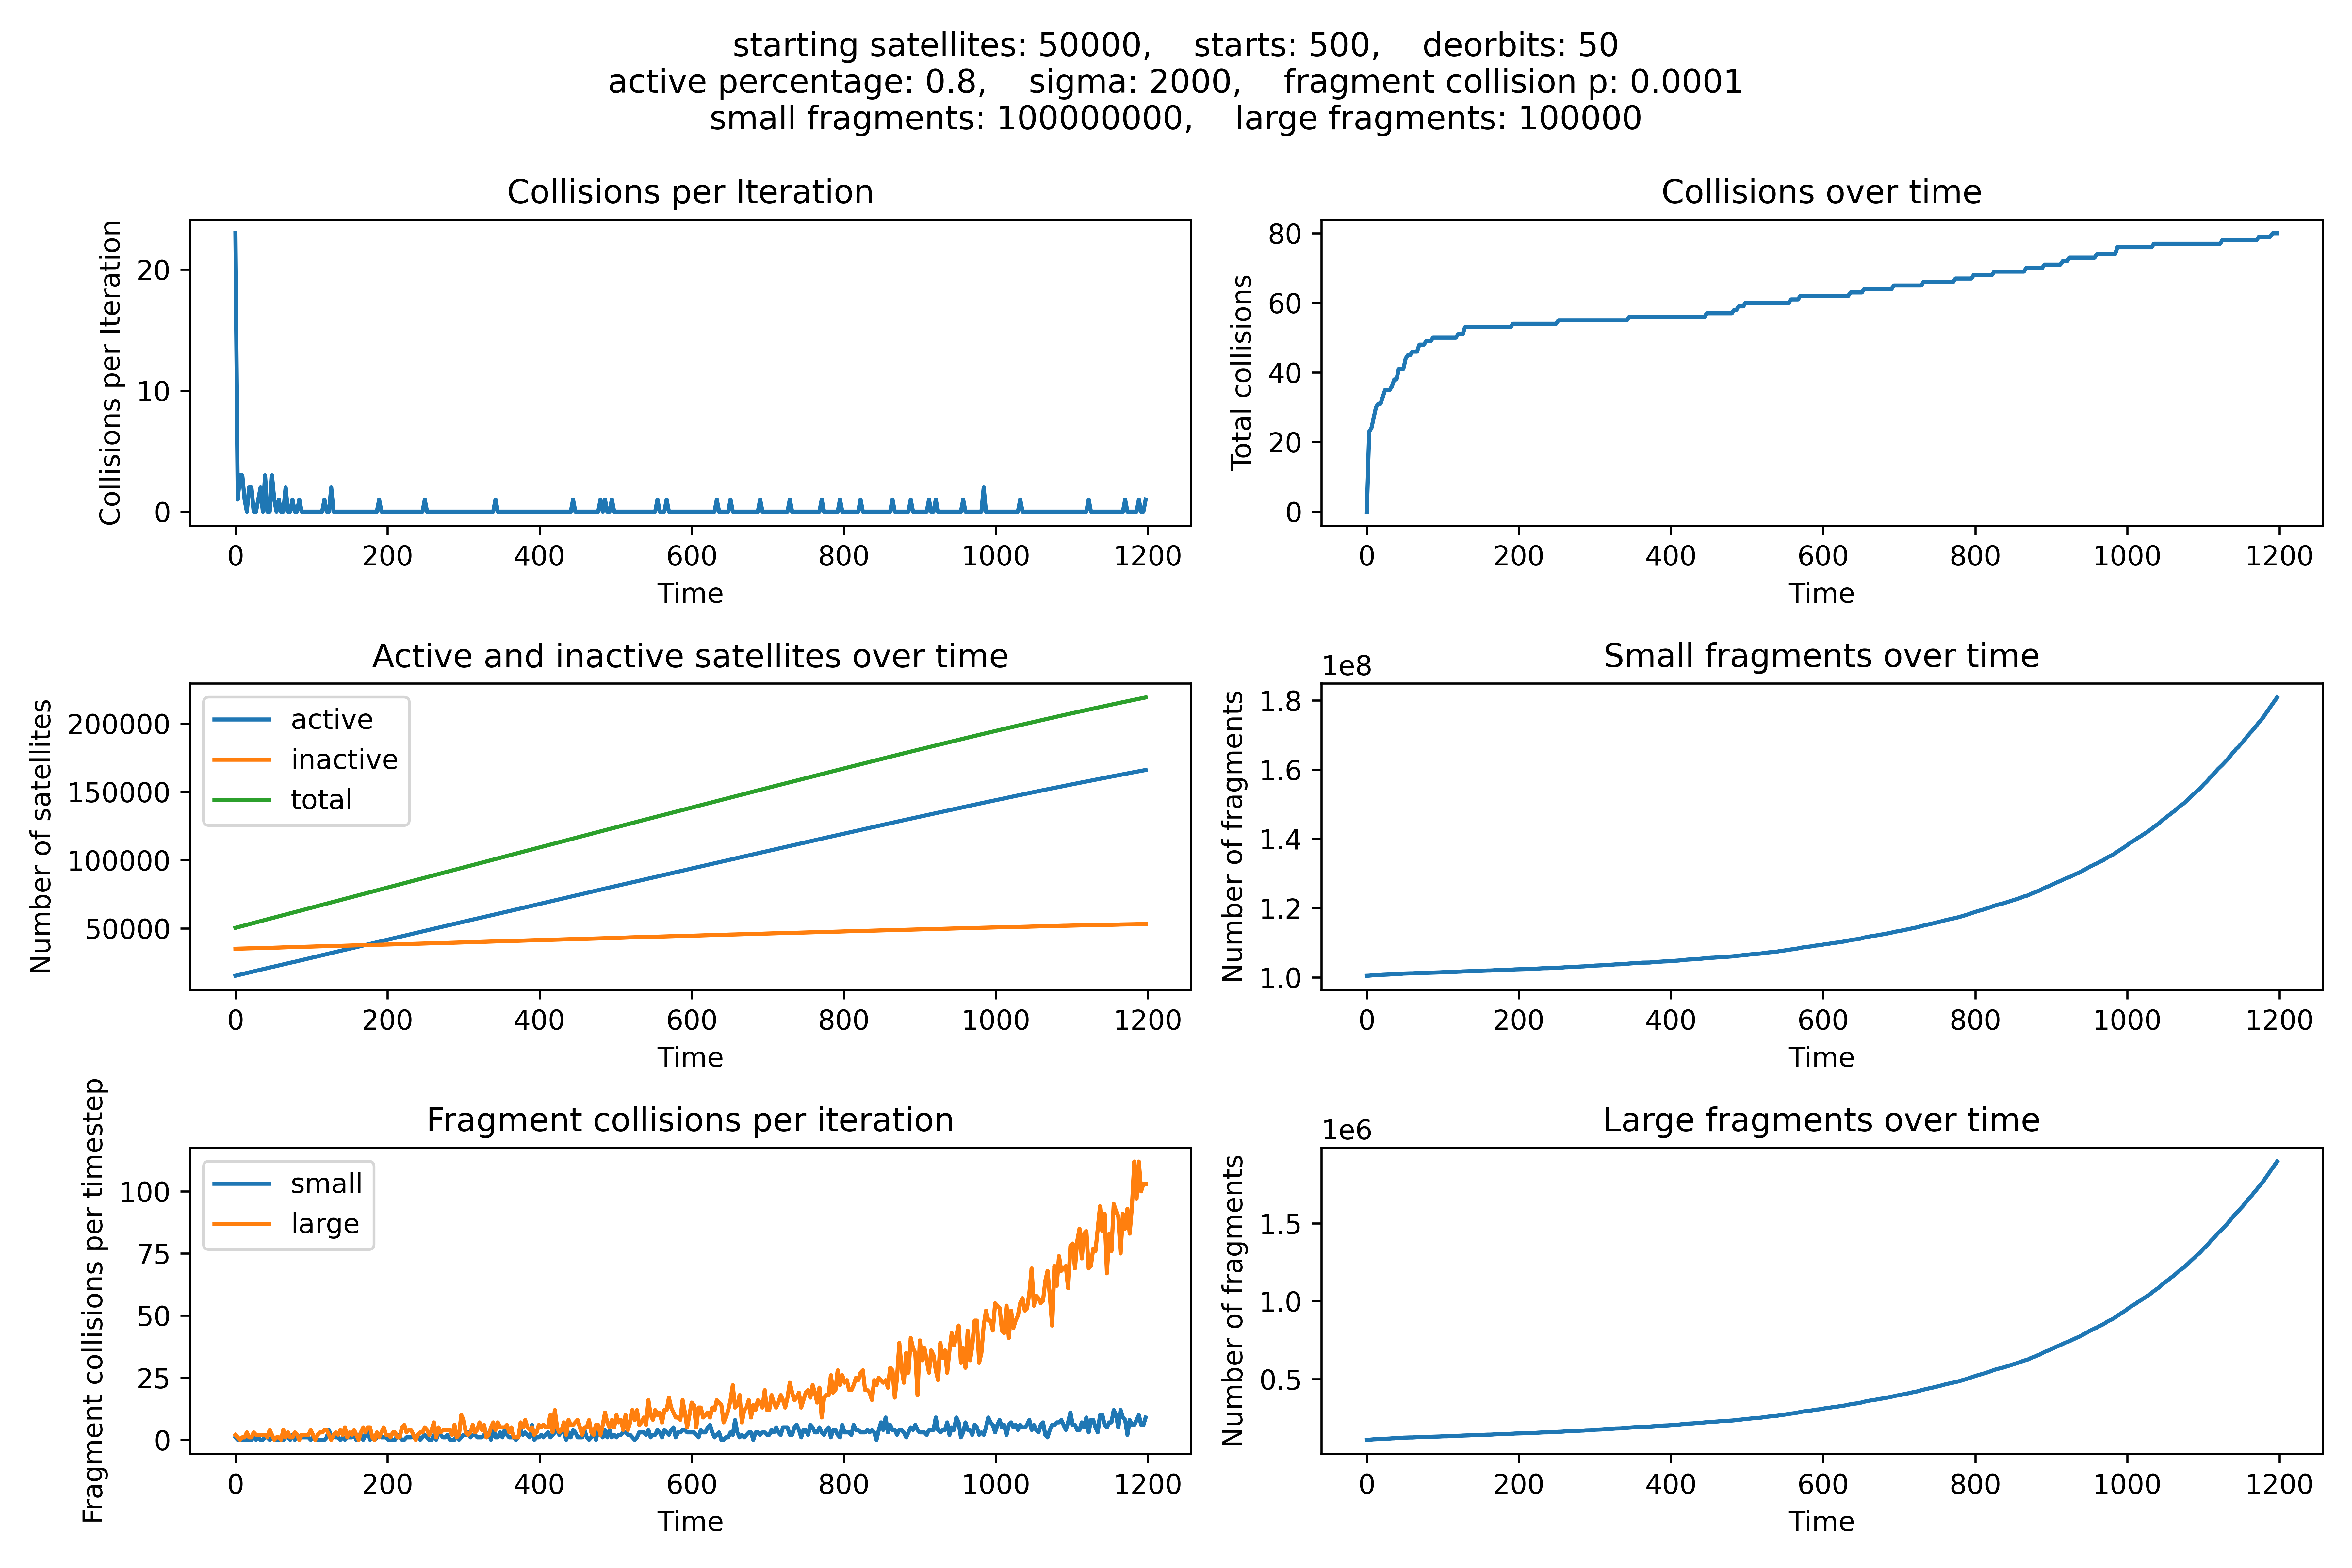 starting satellites: 50000,    starts: 500,    deorbits: 50
active percentage: 0.8,    sigma: 2000,    fragment collision p: 0.0001
small fragments: 100000000,    large fragments: 100000
Collisions per Iteration
Collisions per Iteration
20
10
0
0 200 400 600 800 1000 1200
Time
Collisions over time
Total collisions
80
60
40
20
0
0 200 400 600 800 1000 1200
Time
Active and inactive satellites over time
Number of satellites
200000
150000
100000
50000
active
inactive
total
0 200 400 600 800 1000 1200
Time
Small fragments over time
1e8
Number of fragments
1.8
1.6
1.4
1.2
1.0
0 200 400 600 800 1000 1200
Time
Fragment collisions per iteration
Fragment collisions per timestep
100
75
50
25
0
small
large
0 200 400 600 800 1000 1200
Time
Large fragments over time
1e6
Number of fragments
1.5
1.0
0.5
0 200 400 600 800 1000 1200
Time